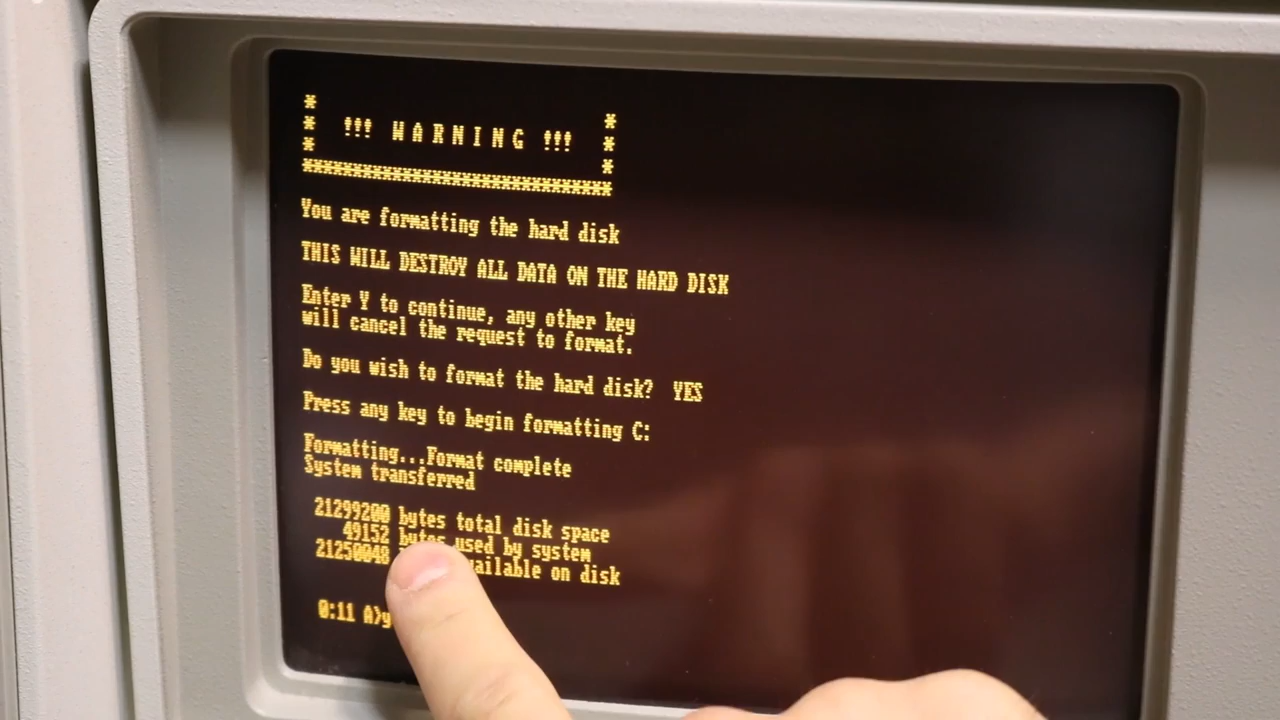 *
* !!! W A R N I N G !!! *
* *
* *
*****************************
You are formatting the hard disk
THIS WILL DESTROY ALL DATA ON THE HARD DISK
Enter Y to continue, any other key
will cancel the request to format.
Do you wish to format the hard disk?  YES
Press any key to begin formatting C:
Formatting...Format complete
System transferred
21299200 bytes total disk space
49152 bytes used by system
21250048 available on disk
0:11 A>y